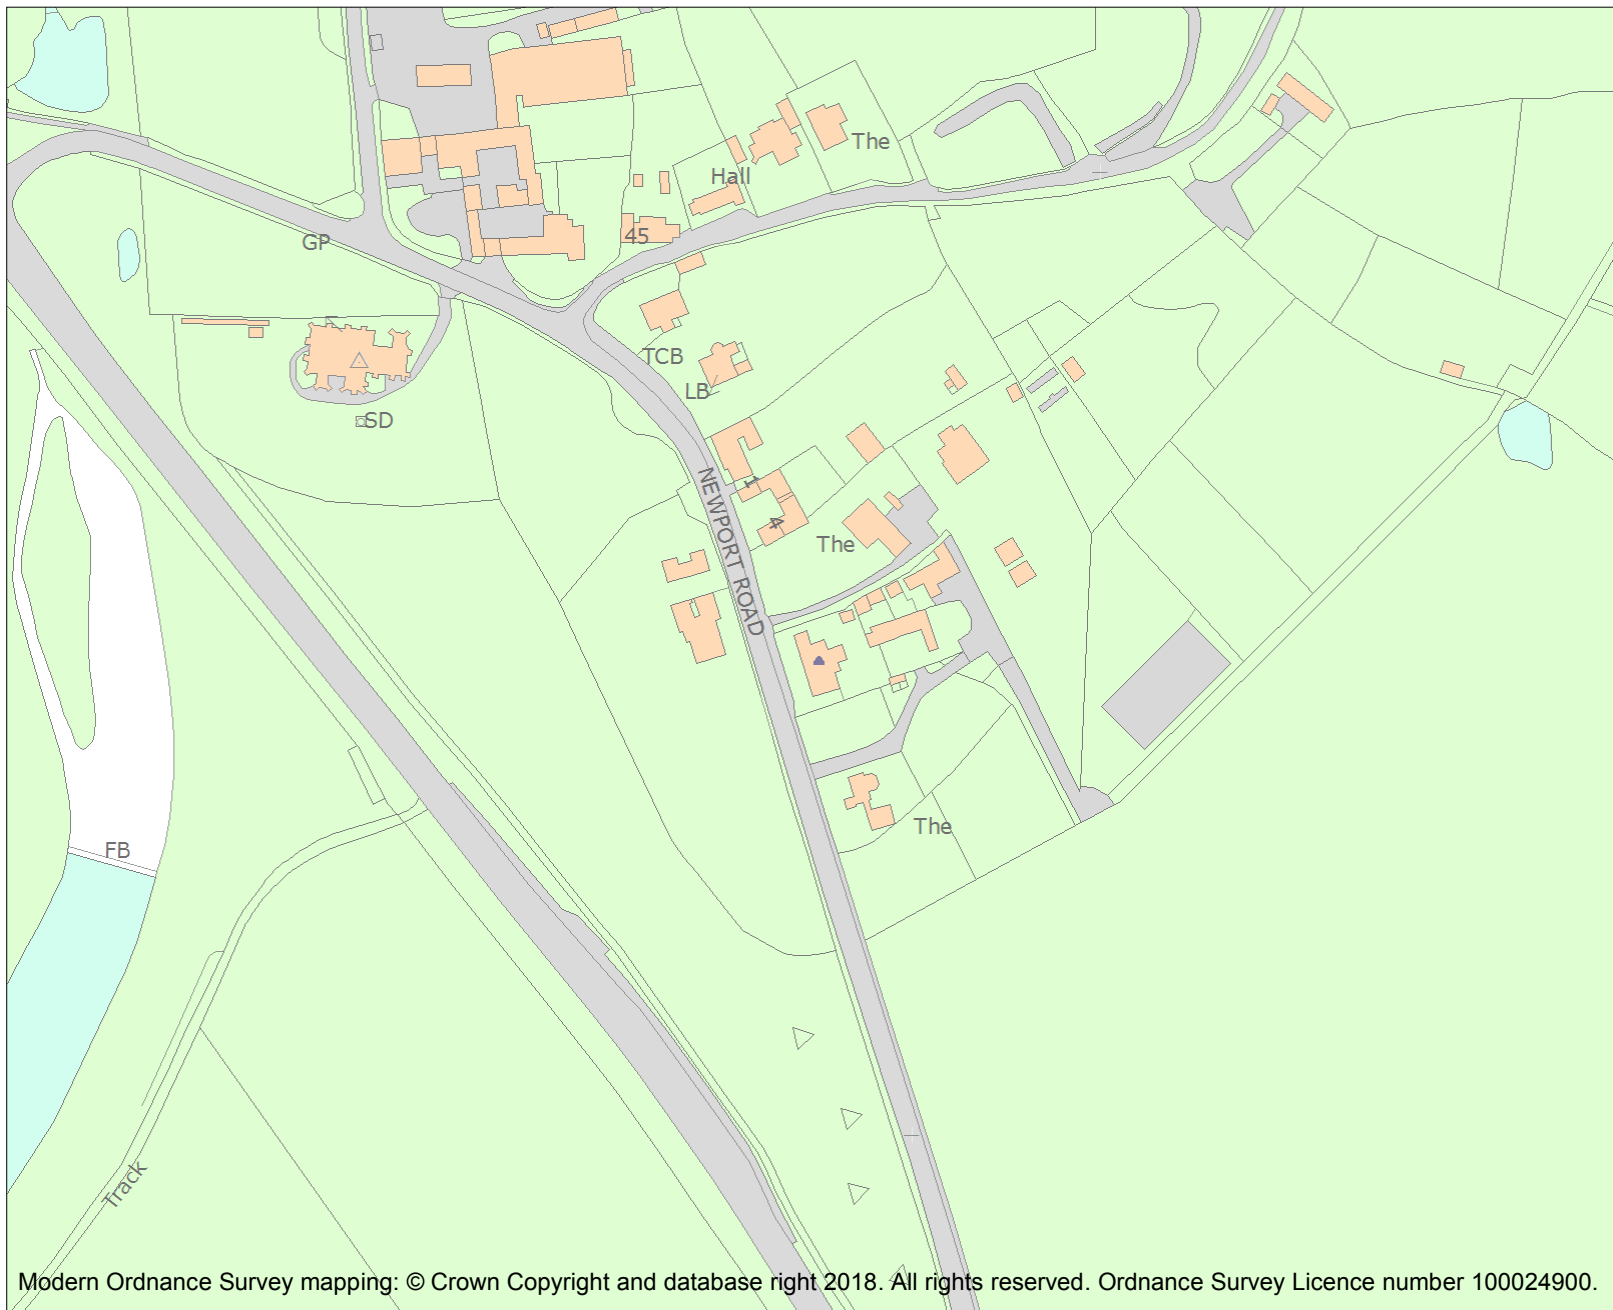 The
Hall
45
GP
TCB
LB
SD
NEWPORT ROAD
1
4
The
The
FB
Track
Modern Ordnance Survey mapping: © Crown Copyright and database right 2018. All rights reserved. Ordnance Survey Licence number 100024900.